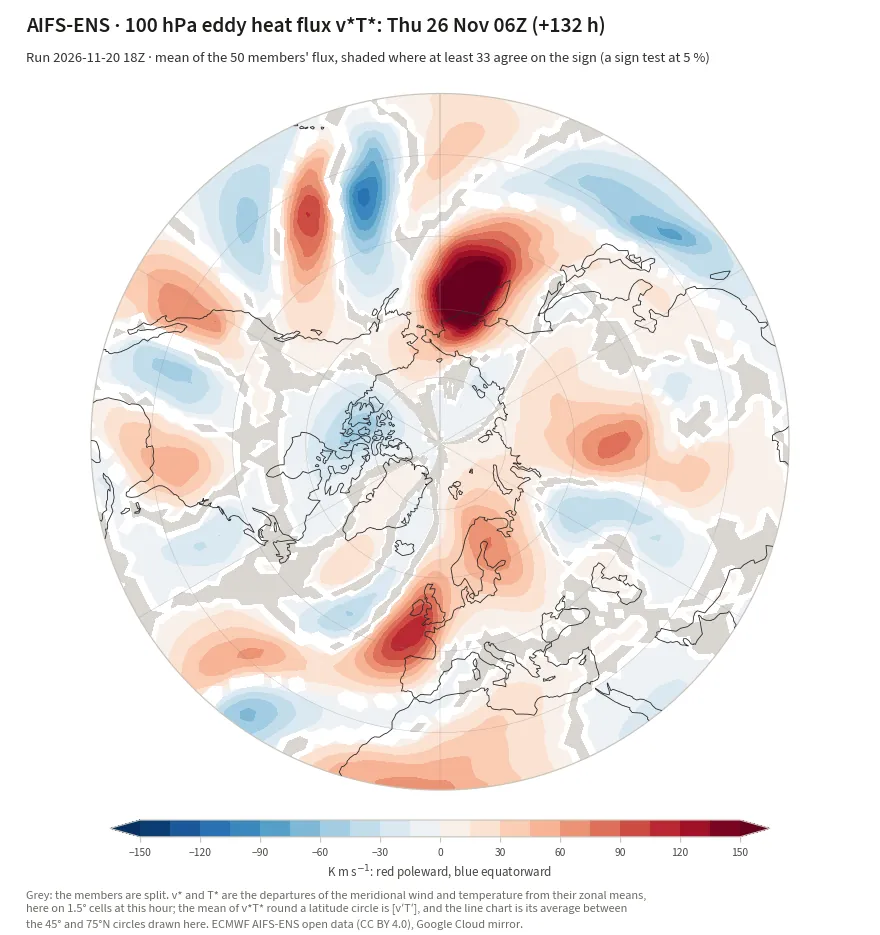 AIFS-ENS · 100 hPa eddy heat flux v*T*: Thu 26 Nov 06Z (+132 h)
Run 2026-11-20 18Z · mean of the 50 members' flux, shaded where at least 33 agree on the sign (a sign test at 5 %)
−150 −120 −90 −60 −30 0 30 60 90 120 150
K m s⁻¹: red poleward, blue equatorward
Grey: the members are split. v* and T* are the departures of the meridional wind and temperature from their zonal means,
here on 1.5° cells at this hour; the mean of v*T* round a latitude circle is [v'T'], and the line chart is its average between
the 45° and 75°N circles drawn here. ECMWF AIFS-ENS open data (CC BY 4.0), Google Cloud mirror.